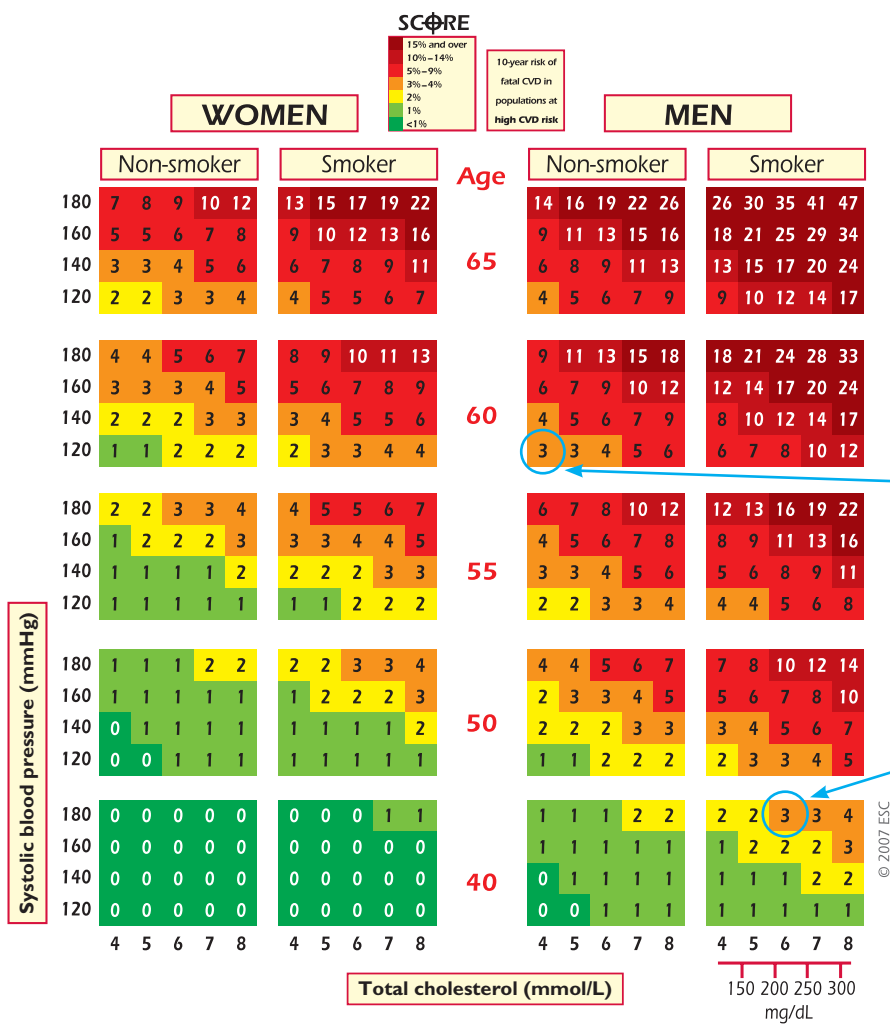 SCORE
15% and over
10%–14%
5%–9%
3%–4%
2%
1%
<1%
10-year risk of
fatal CVD in
populations at
high CVD risk
WOMEN
MEN
Non-smoker Smoker Age Non-smoker Smoker
180 7 8 9 10 12 13 15 17 19 22 14 16 19 22 26 26 30 35 41 47
160 5 5 6 7 8 9 10 12 13 16 9 11 13 15 16 18 21 25 29 34
65
140 3 3 4 5 6 6 7 8 9 11 6 8 9 11 13 13 15 17 20 24
120 2 2 3 3 4 4 5 5 6 7 4 5 6 7 9 9 10 12 14 17
180 4 4 5 6 7 8 9 10 11 13 9 11 13 15 18 18 21 24 28 33
160 3 3 3 4 5 5 6 7 8 9 6 7 9 10 12 12 14 17 20 24
60
140 2 2 2 3 3 3 4 5 5 6 4 5 6 7 9 8 10 12 14 17
120 1 1 2 2 2 2 3 3 4 4 3 3 4 5 6 6 7 8 10 12
180 2 2 3 3 4 4 5 5 6 7 6 7 8 10 12 12 13 16 19 22
160 1 2 2 2 3 3 3 4 4 5 4 5 6 7 8 8 9 11 13 16
55
140 1 1 1 1 2 2 2 2 3 3 3 3 4 5 6 5 6 8 9 11
120 1 1 1 1 1 1 1 2 2 2 2 2 3 3 4 4 4 5 6 8
180 1 1 1 2 2 2 2 3 3 4 4 4 5 6 7 7 8 10 12 14
160 1 1 1 1 1 1 2 2 2 3 2 3 3 4 5 5 6 7 8 10
50
140 0 1 1 1 1 1 1 1 1 2 2 2 2 3 3 3 4 5 6 7
120 0 0 1 1 1 1 1 1 1 1 1 1 2 2 2 2 3 3 4 5
180 0 0 0 0 0 0 0 0 1 1 1 1 1 2 2 2 2 3 3 4
160 0 0 0 0 0 0 0 0 0 0 1 1 1 1 1 1 2 2 2 3
40
140 0 0 0 0 0 0 0 0 0 0 0 1 1 1 1 1 1 1 2 2
120 0 0 0 0 0 0 0 0 0 0 0 0 1 1 1 1 1 1 1 1
4 5 6 7 8 4 5 6 7 8 4 5 6 7 8 4 5 6 7 8
Systolic blood pressure (mmHg)
Total cholesterol (mmol/L)
150 200 250 300
mg/dL
© 2007 ESC